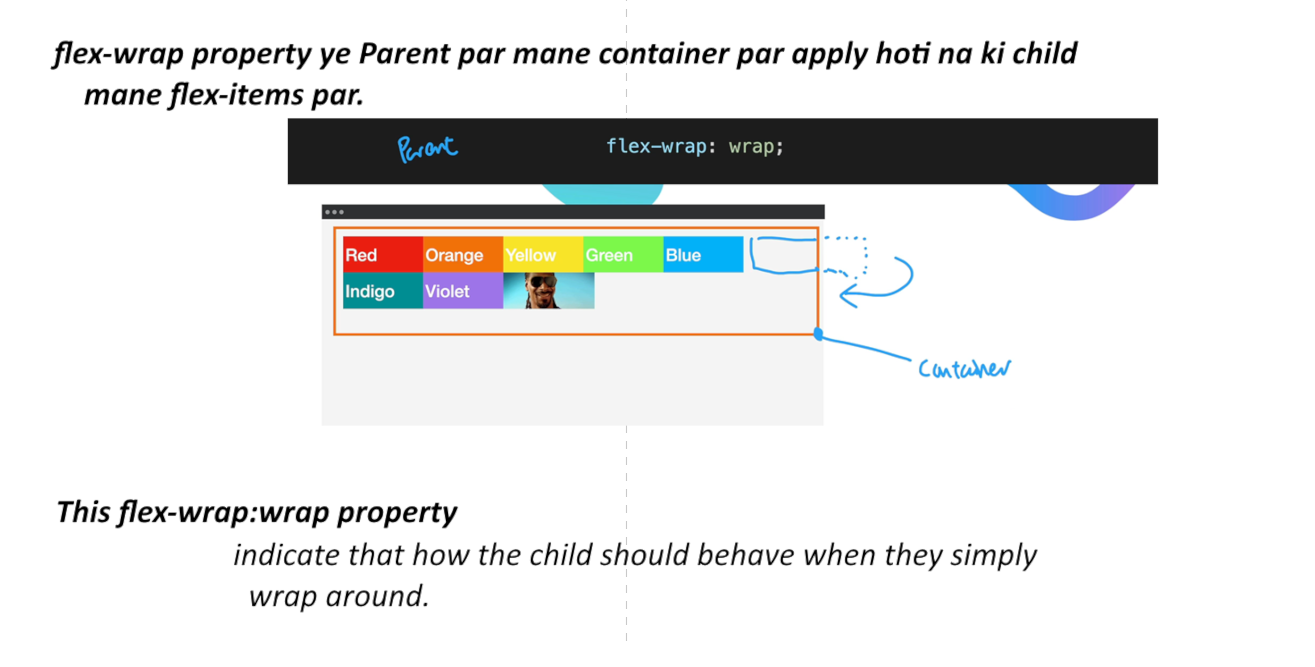 flex-wrap property ye Parent par mane container par apply hoti na ki child
mane flex-items par.
Parent flex-wrap: wrap;
Red Orange Yellow Green Blue
Indigo Violet
Container
This flex-wrap:wrap property
indicate that how the child should behave when they simply
wrap around.